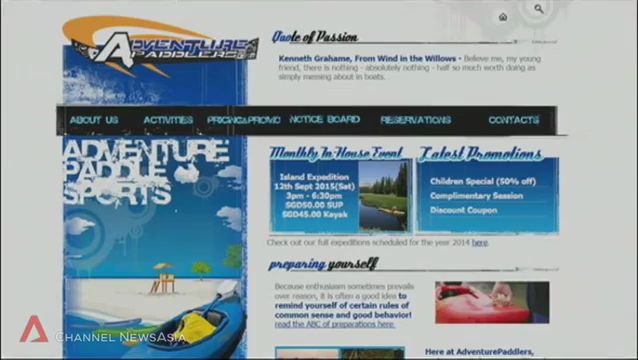 ADVENTURE
PADDLERS
Quote of Passion
Kenneth Grahame, From Wind in the Willows - Believe me, my young
friend, there is nothing - absolutely nothing - half so much worth doing as
simply messing about in boats.
ABOUT US
ACTIVITIES
PRICING&PROMO
NOTICE BOARD
RESERVATIONS
CONTACTS
ADVENTURE
PADDLE
SPORTS
Monthly In House Event
Island Expedition
12th Sept 2015(Sat)
3pm - 6:30pm
SGD50.00 SUP
SGD45.00 Kayak
Latest Promotions
Children Special (50% off)
Complimentary Session
Discount Coupon
Check out our full expeditions scheduled for the year 2014 here.
preparing yourself
Because enthusiasm sometimes prevails
over reason, it is often a good idea to
remind yourself of certain rules of
common sense and good behavior!
read the ABC of preparations here.
Here at AdventurePaddlers,
CHANNEL NEWSASIA